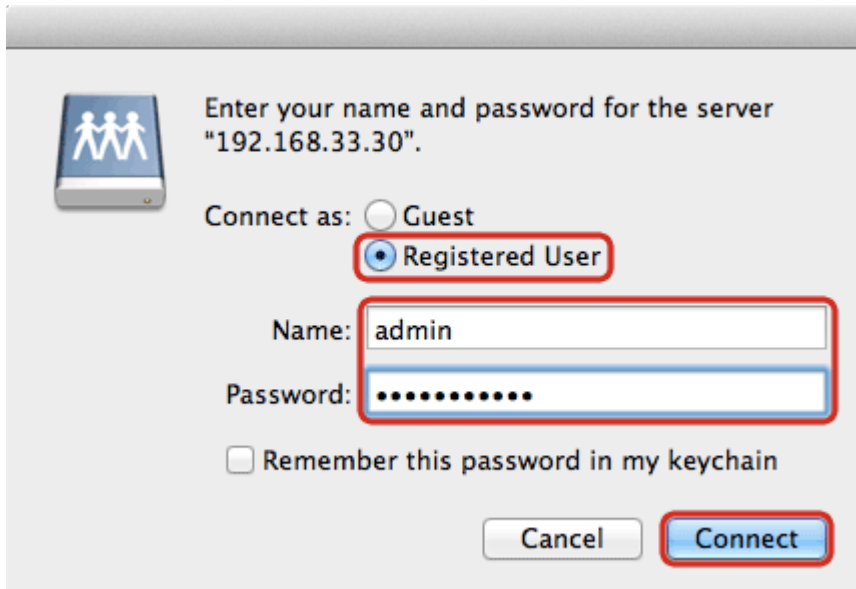 Enter your name and password for the server
"192.168.33.30".
Connect as: Guest
Registered User
Name: admin
Password: •••••••••••
Remember this password in my keychain
Cancel Connect